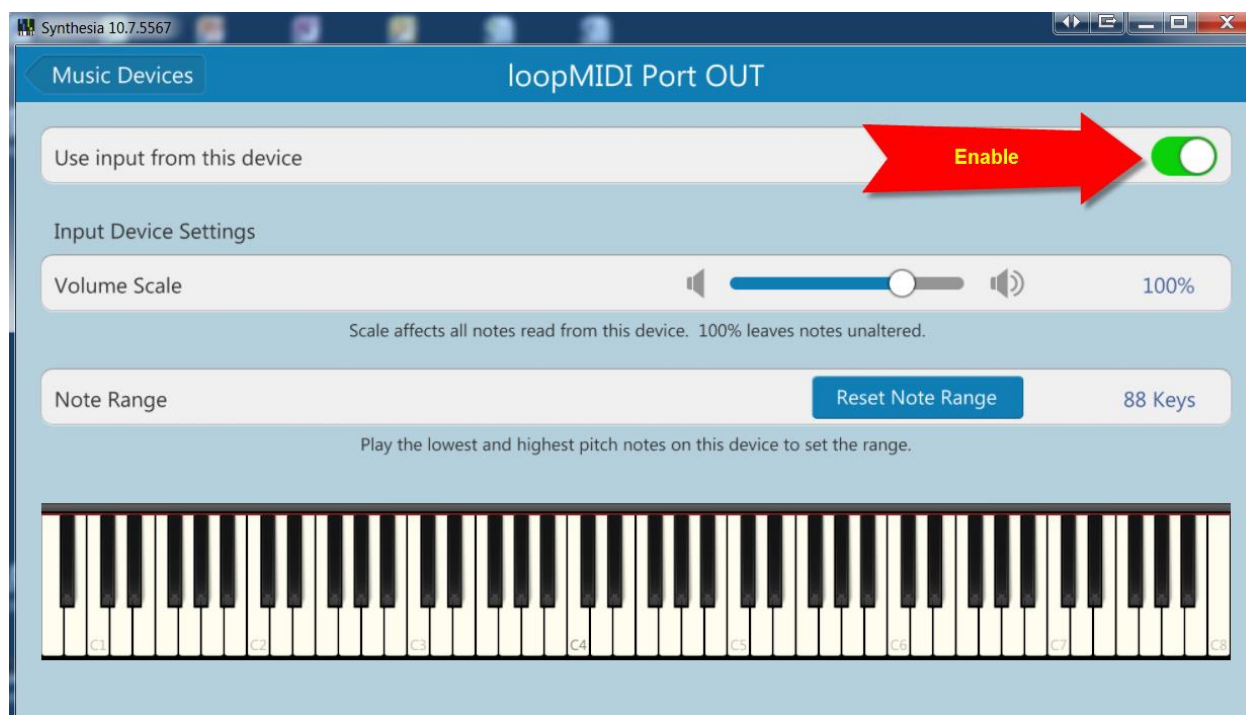 Synthesia 10.7.5567
Music Devices
loopMIDI Port OUT
Use input from this device
Enable
Input Device Settings
Volume Scale
100%
Scale affects all notes read from this device.  100% leaves notes unaltered.
Note Range
Reset Note Range
88 Keys
Play the lowest and highest pitch notes on this device to set the range.
C1 C2 C3 C4 C5 C6 C7 C8